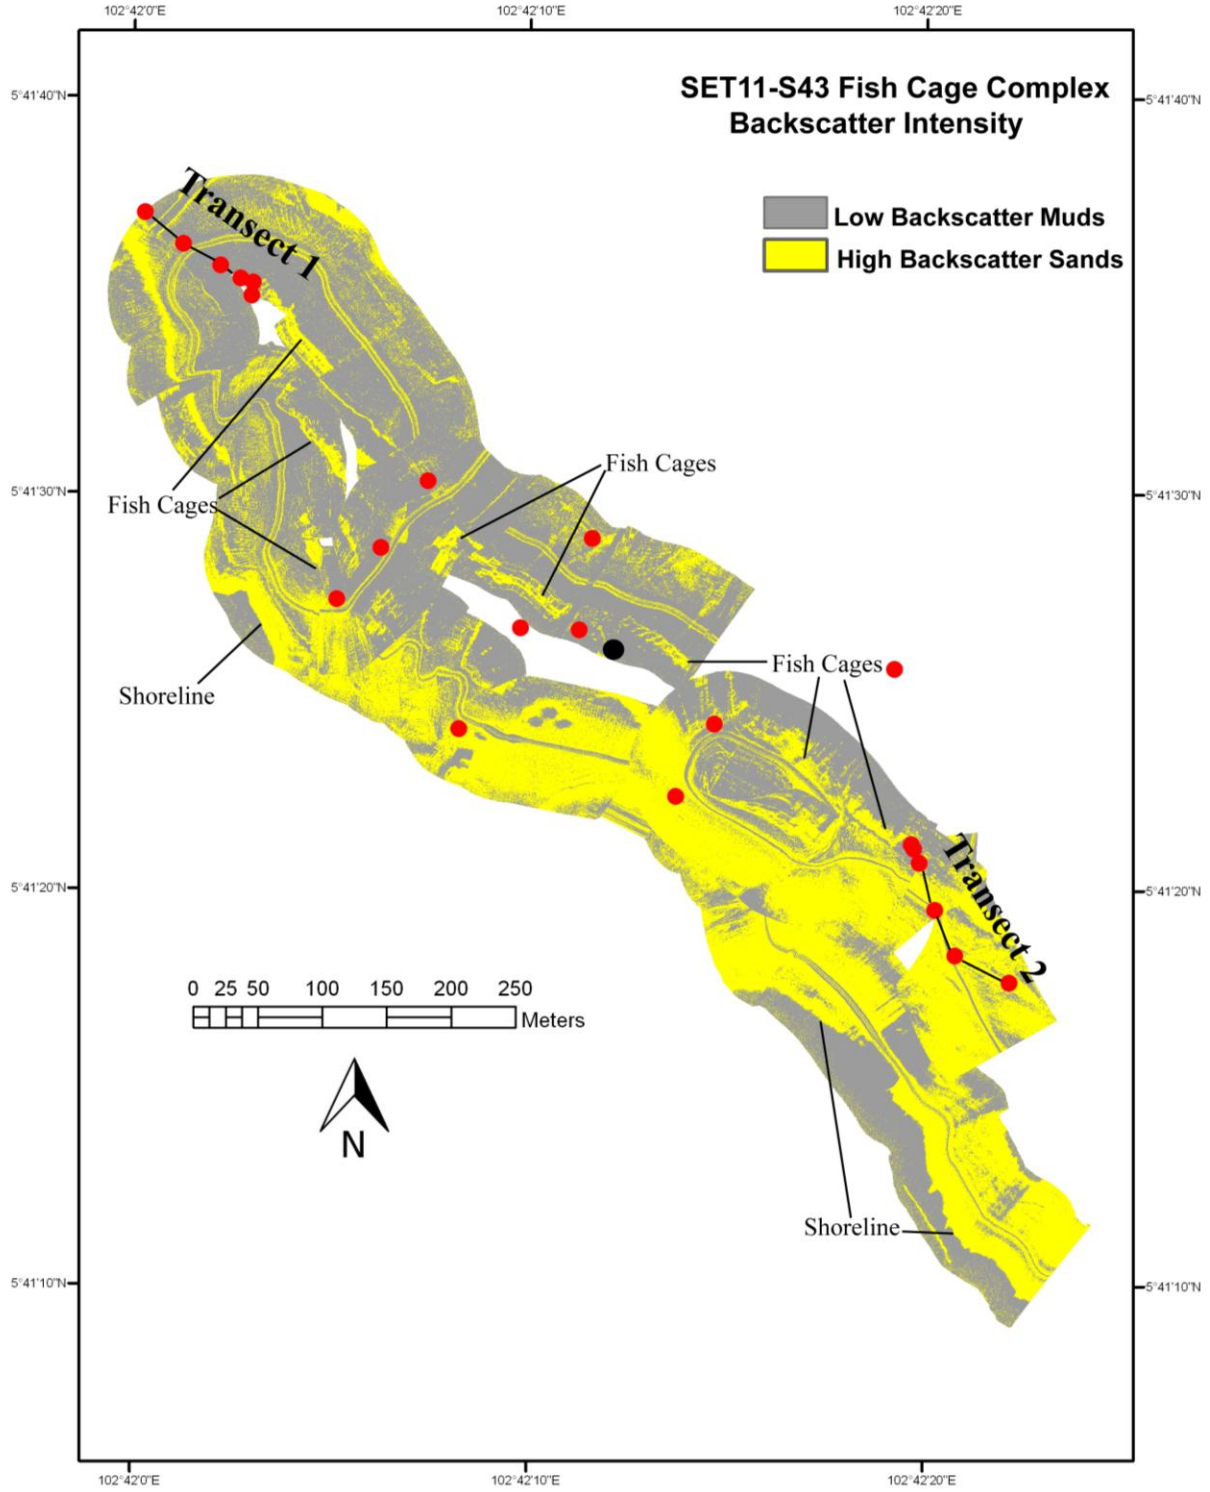 102°42'0"E
102°42'10"E
102°42'20"E
5°41'40"N
5°41'40"N
SET11-S43 Fish Cage Complex
Backscatter Intensity
Low Backscatter Muds
High Backscatter Sands
Transect 1
Fish Cages
Fish Cages
5°41'30"N
5°41'30"N
Fish Cages
Shoreline
Transect 2
5°41'20"N
5°41'20"N
0 25 50 100 150 200 250
Meters
N
Shoreline
5°41'10"N
5°41'10"N
102°42'0"E
102°42'10"E
102°42'20"E